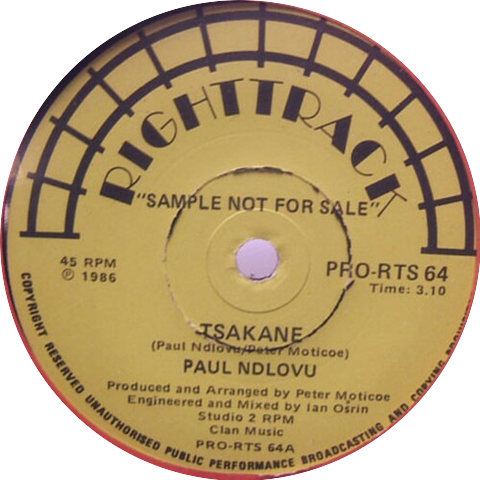 RIGHTTRACK
"SAMPLE NOT FOR SALE"
45 RPM
℗ 1986
PRO-RTS 64
Time: 3.10
TSAKANE
(Paul Ndlovu/Peter Moticoe)
PAUL NDLOVU
Produced and Arranged by Peter Moticoe
Engineered and Mixed by Ian Osrin
Studio 2 RPM
Clan Music
PRO-RTS 64A
COPYRIGHT RESERVED UNAUTHORISED PUBLIC PERFORMANCE BROADCASTING AND COPYING